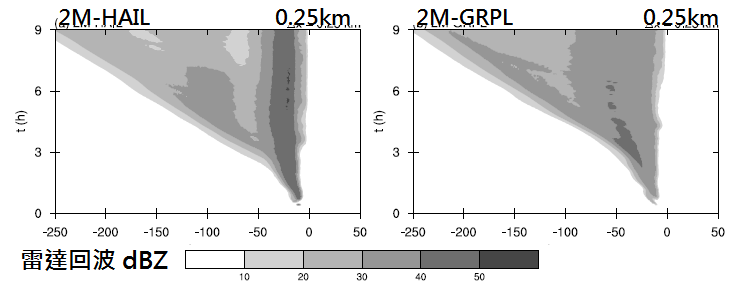 2M-HAIL 0.25km 2M-GRPL 0.25km
9 9
6 6
3 3
0 0
t (h) t (h)
-250 -200 -150 -100 -50 0 50 -250 -200 -150 -100 -50 0 50
雷達回波 dBZ
10 20 30 40 50